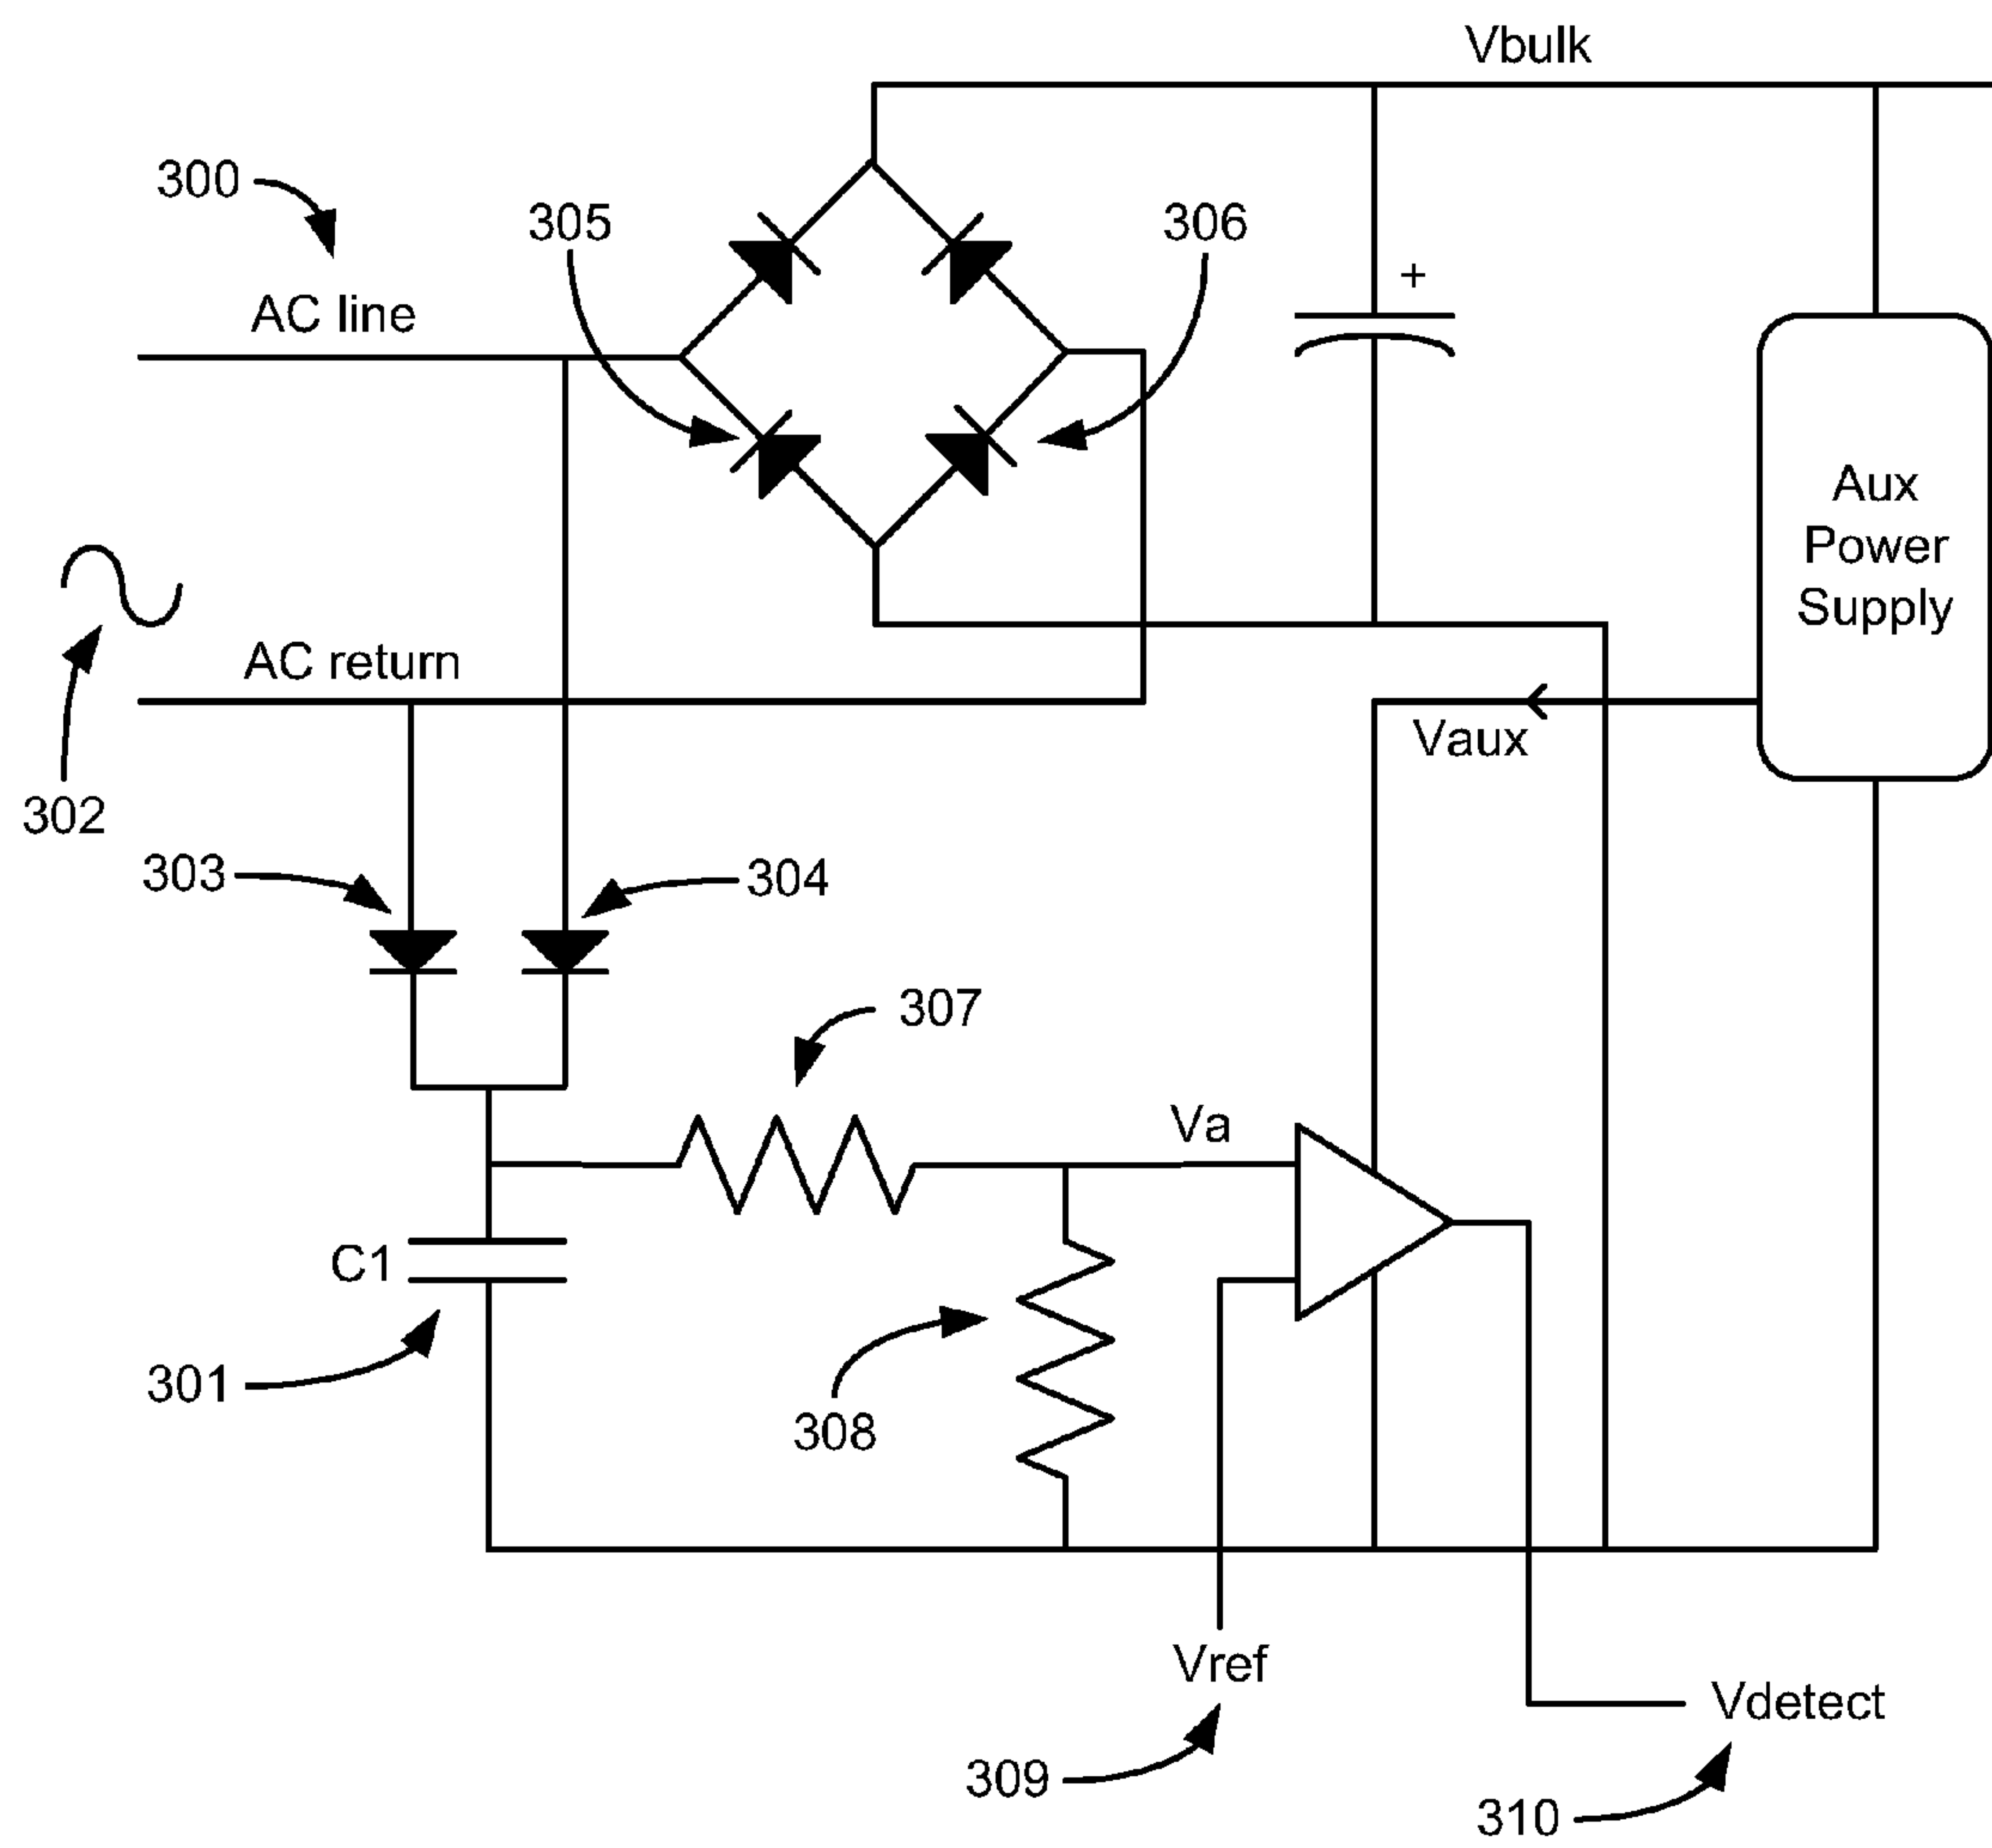 Vbulk
300
305
306
+
AC line
Aux
Power
Supply
AC return
Vaux
302
303
304
307
Va
C1
301
308
Vref
Vdetect
309
310